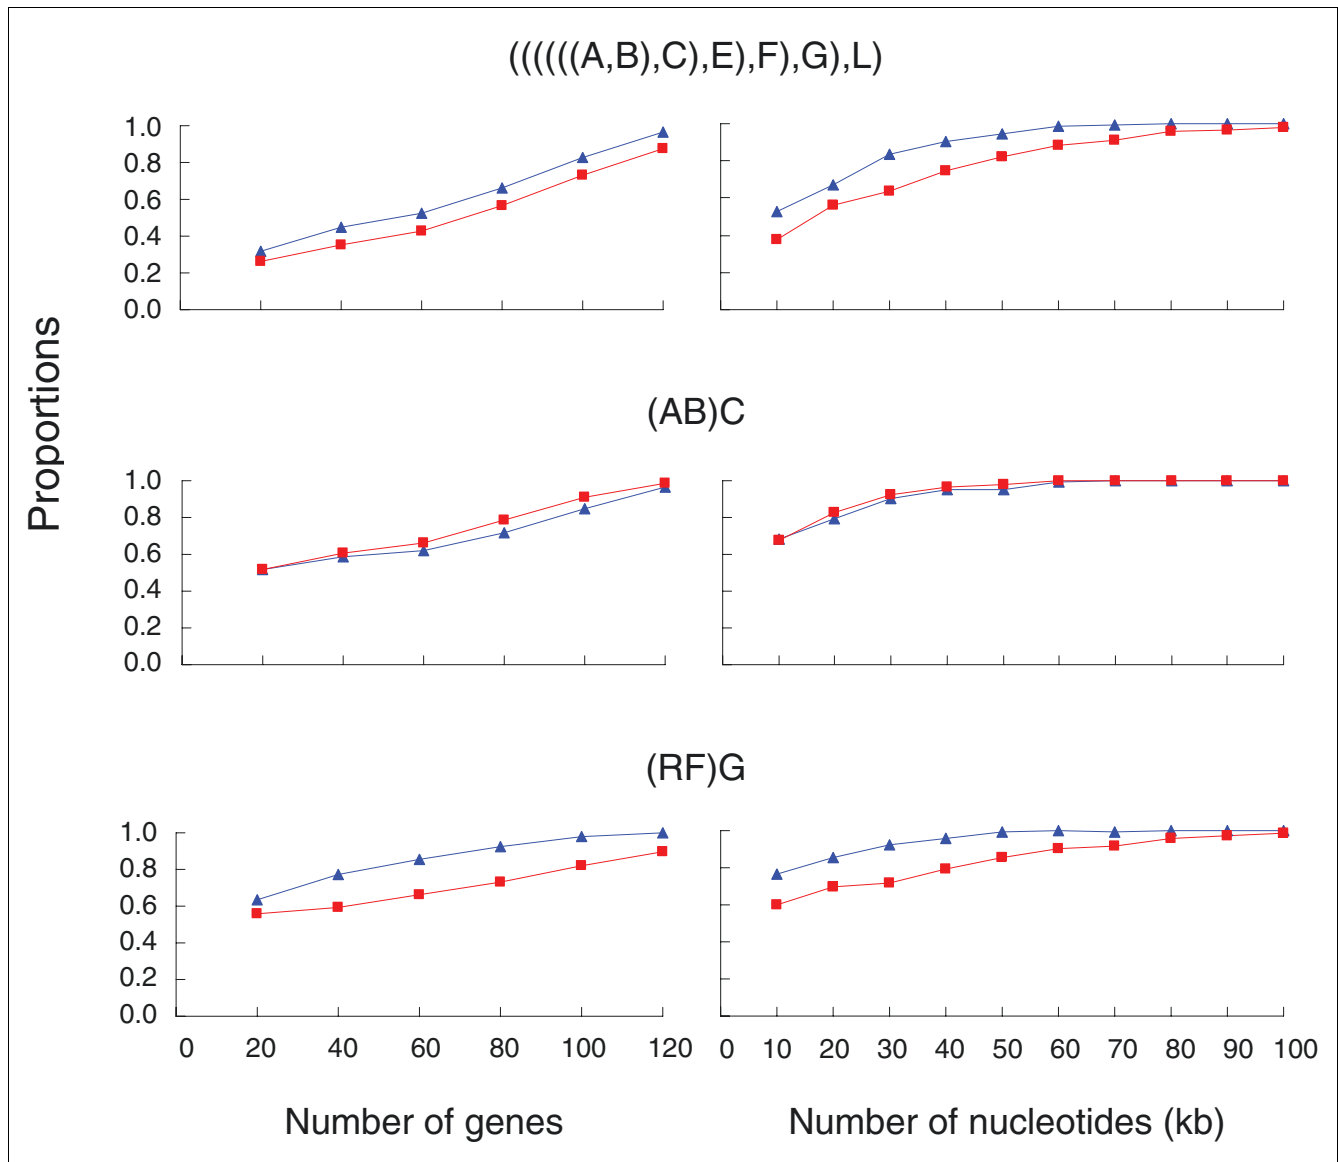 ((((((A,B),C),E),F),G),L)
Proportions
1.0
0.8
0.6
0.4
0.2
0.0
(AB)C
1.0
0.8
0.6
0.4
0.2
0.0
(RF)G
1.0
0.8
0.6
0.4
0.2
0.0
0 20 40 60 80 100 120
0 10 20 30 40 50 60 70 80 90 100
Number of genes
Number of nucleotides (kb)